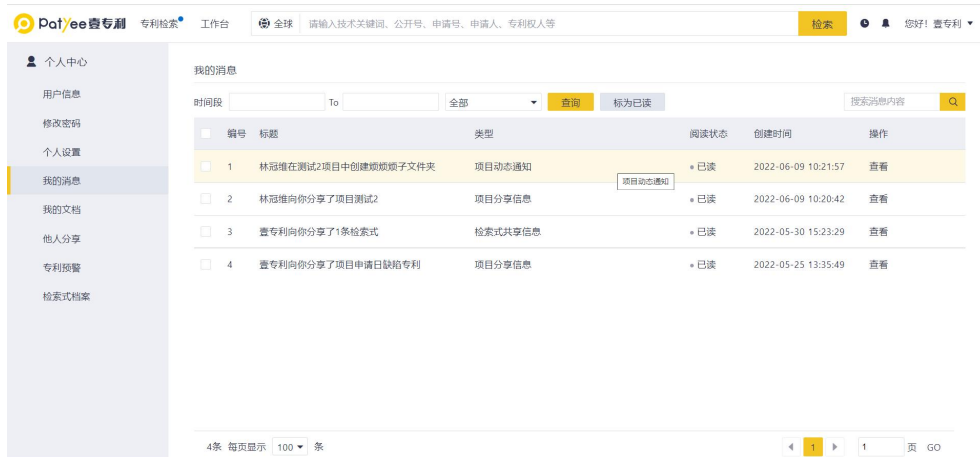 Patyee壹专利 专利检索 工作台 全球 请输入技术关键词、公开号、申请号、申请人、专利权人等 检索 您好！壹专利
个人中心
用户信息
修改密码
个人设置
我的消息
我的文档
他人分享
专利预警
检索式档案
我的消息
时间段 To 全部 查询 标为已读 搜索消息内容
编号 标题 类型 阅读状态 创建时间 操作
1 林冠维在测试2项目中创建烦烦烦子文件夹 项目动态通知 已读 2022-06-09 10:21:57 查看
项目动态通知
2 林冠维向你分享了项目测试2 项目分享信息 已读 2022-06-09 10:20:42 查看
3 壹专利向你分享了1条检索式 检索式共享信息 已读 2022-05-30 15:23:29 查看
4 壹专利向你分享了项目申请日缺陷专利 项目分享信息 已读 2022-05-25 13:35:49 查看
4条 每页显示 100 条 1 1 页 GO